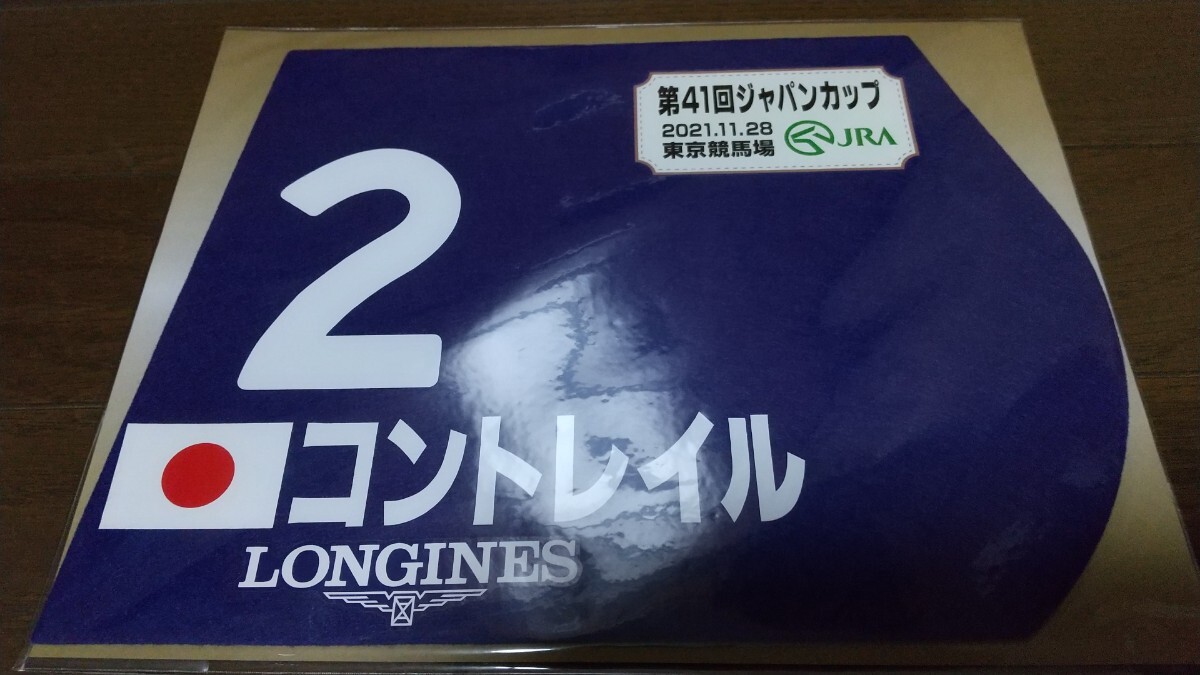 第41回ジャパンカップ
2021.11.28
東京競馬場
JRA
2
コントレイル
LONGINES